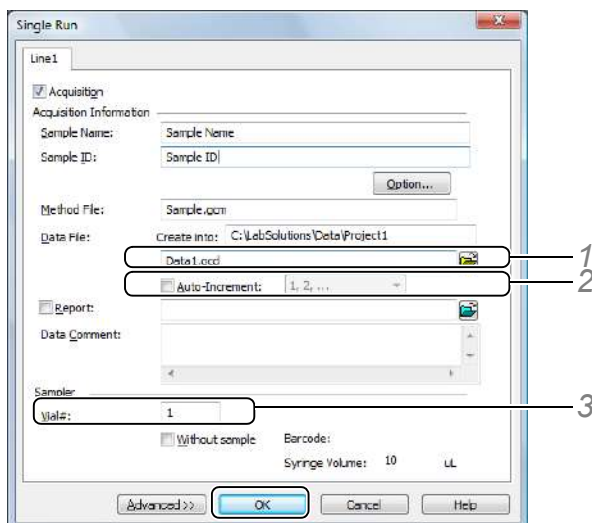 Single Run
Line1
Acquisition
Acquisition Information
Sample Name: Sample Name
Sample ID: Sample ID
Option...
Method File: Sample.gcm
Data File: Create into: C:\LabSolutions\Data\Project1
Data1.gcd 1
Auto-Increment: 1, 2, ... 2
Report:
Data Comment:
Sampler
Vial#: 1 3
Without sample Barcode:
Syringe Volume: 10 uL
Advanced >> OK Cancel Help